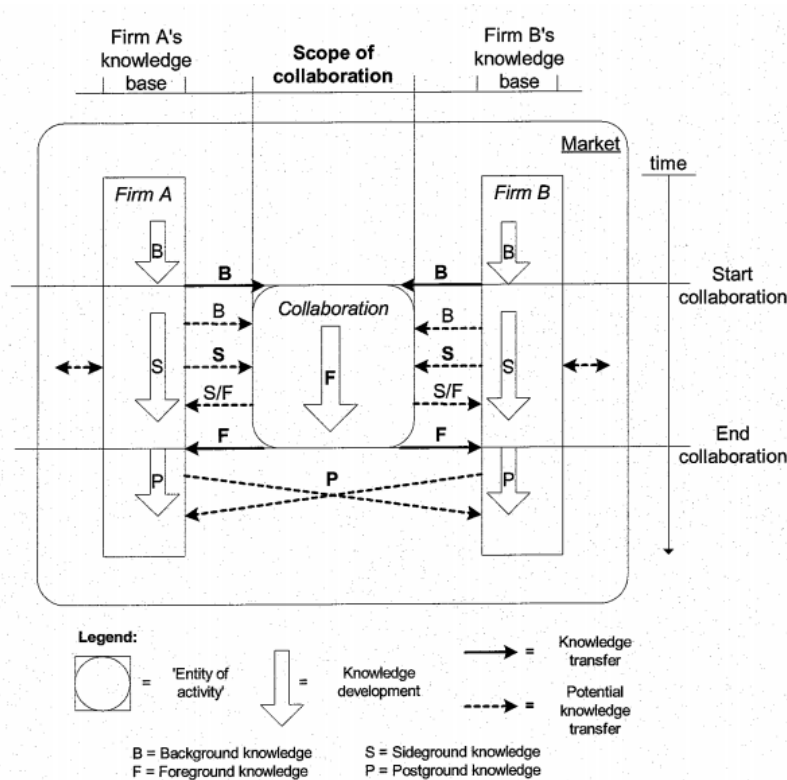 Firm A's
knowledge
base
Scope of
collaboration
Firm B's
knowledge
base
Market
time
Firm A
Firm B
B
B
B
B
Start
collaboration
Collaboration
B
B
S
S
F
S
S
S/F
S/F
F
F
End
collaboration
P
P
P
Legend:
= 'Entity of
activity'
= Knowledge
development
= Knowledge
transfer
= Potential
knowledge
transfer
B = Background knowledge
F = Foreground knowledge
S = Sideground knowledge
P = Postground knowledge